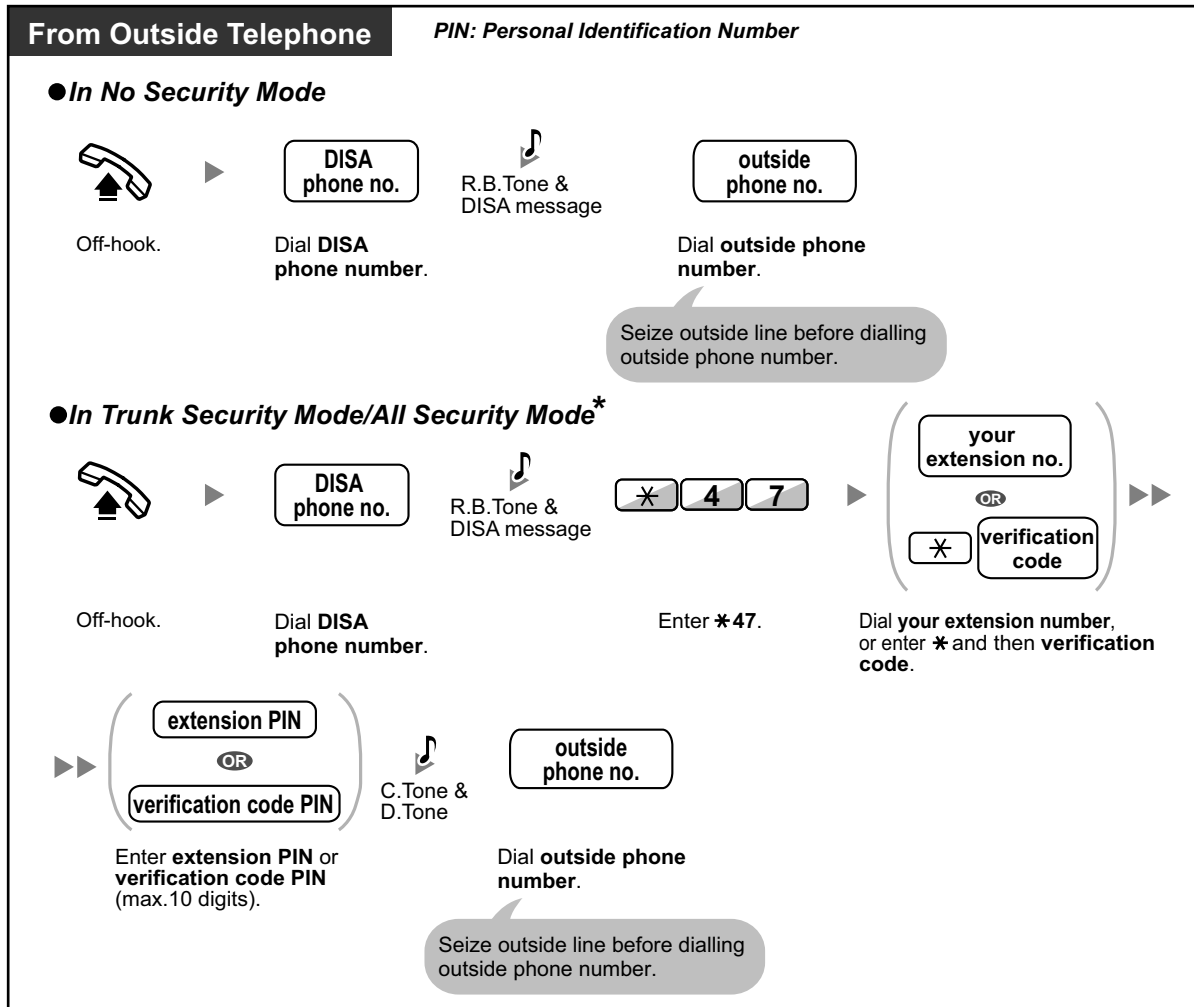 From Outside Telephone
PIN: Personal Identification Number
●In No Security Mode
DISA
phone no.
R.B.Tone &
DISA message
outside
phone no.
Off-hook.
Dial DISA
phone number.
Dial outside phone
number.
Seize outside line before dialling
outside phone number.
●In Trunk Security Mode/All Security Mode*
DISA
phone no.
R.B.Tone &
DISA message
* 4 7
your
extension no.
OR
* verification
code
Off-hook.
Dial DISA
phone number.
Enter *47.
Dial your extension number,
or enter * and then verification
code.
extension PIN
OR
verification code PIN
C.Tone &
D.Tone
outside
phone no.
Enter extension PIN or
verification code PIN
(max.10 digits).
Dial outside phone
number.
Seize outside line before dialling
outside phone number.